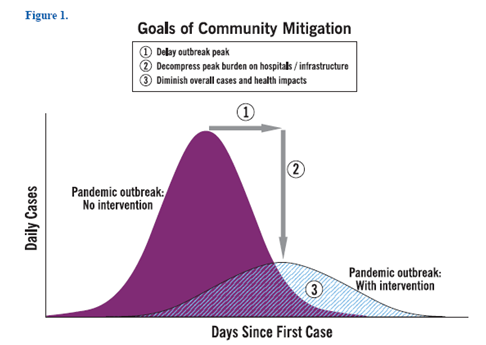 Figure 1.
Goals of Community Mitigation
① Delay outbreak peak
② Decompress peak burden on hospitals / infrastructure
③ Diminish overall cases and health impacts
①
②
Pandemic outbreak:
No intervention
Daily Cases
Pandemic outbreak:
With intervention
③
Days Since First Case